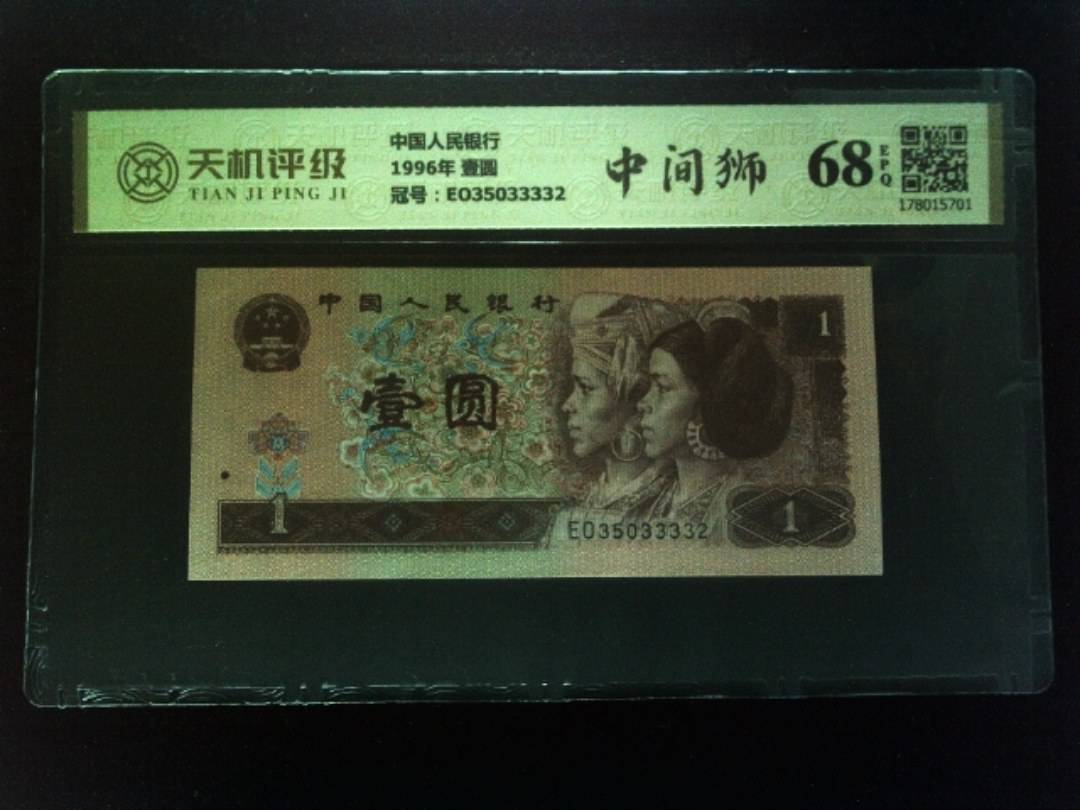 天机评级
TIAN JI PING JI
中国人民银行
1996年 壹圆
冠号：EO35033332
中间狮
68
EPQ
178015701
中国人民银行
1
壹圆
1
EO35033332
1